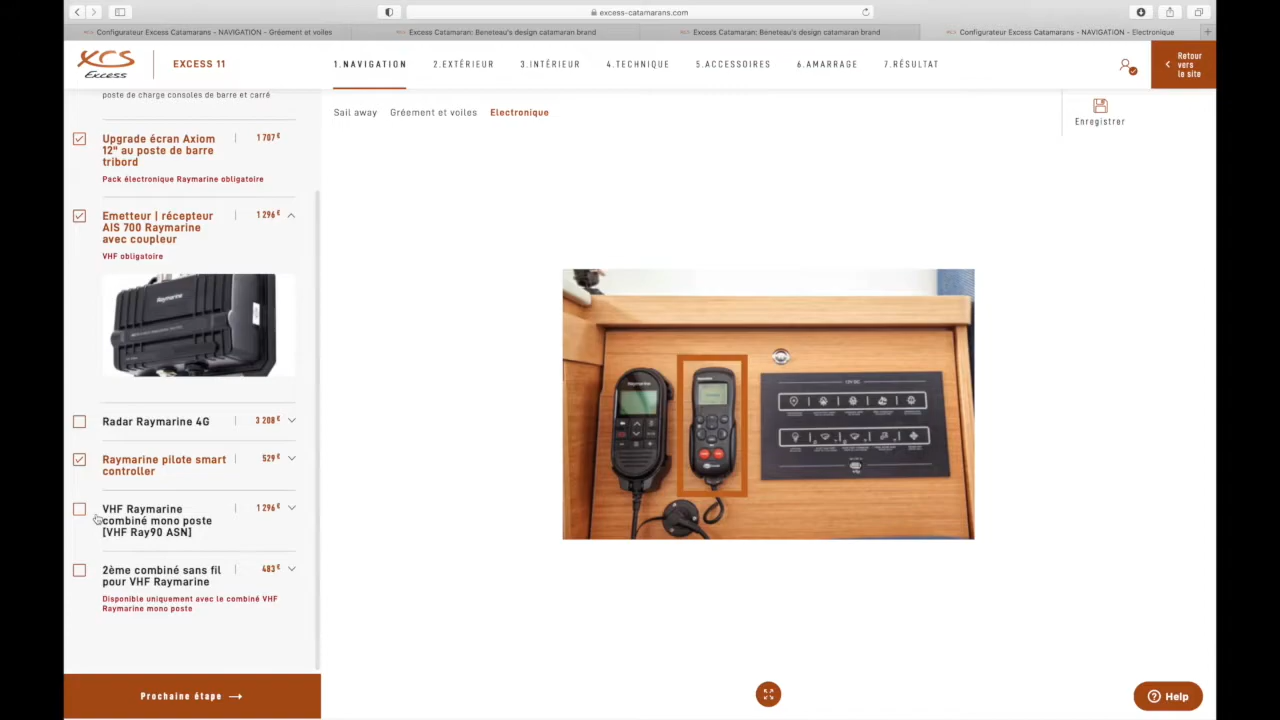 excess-catamarans.com
Configurateur Excess Catamarans - NAVIGATION - Gréement et voiles
Excess Catamaran: Beneteau's design catamaran brand
Excess Catamaran: Beneteau's design catamaran brand
Configurateur Excess Catamarans - NAVIGATION - Electronique
XCS
Excess
EXCESS 11
1.NAVIGATION
2.EXTÉRIEUR
3.INTÉRIEUR
4.TECHNIQUE
5.ACCESSOIRES
6.AMARRAGE
7.RÉSULTAT
Retour
vers
le site
Sail away
Gréement et voiles
Electronique
Enregistrer
poste de charge consoles de barre et carré
Upgrade écran Axiom
12" au poste de barre
tribord
1 707 €
Pack électronique Raymarine obligatoire
Emetteur | récepteur
AIS 700 Raymarine
avec coupleur
1 296 €
VHF obligatoire
Raymarine
Radar Raymarine 4G
3 208 €
Raymarine pilote smart
controller
529 €
VHF Raymarine
combiné mono poste
[VHF Ray90 ASN]
1 296 €
2ème combiné sans fil
pour VHF Raymarine
483 €
Disponible uniquement avec le combiné VHF
Raymarine mono poste
Prochaine étape
Raymarine
12V DC
Help